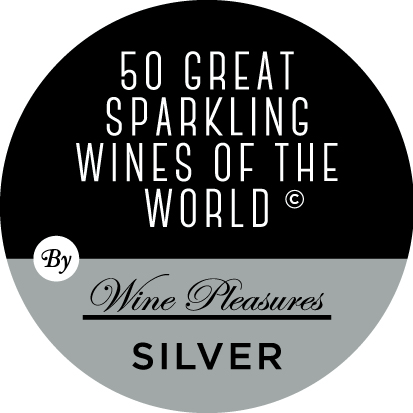 50 GREAT
SPARKLING
WINES OF THE
WORLD ©
By
Wine Pleasures
SILVER